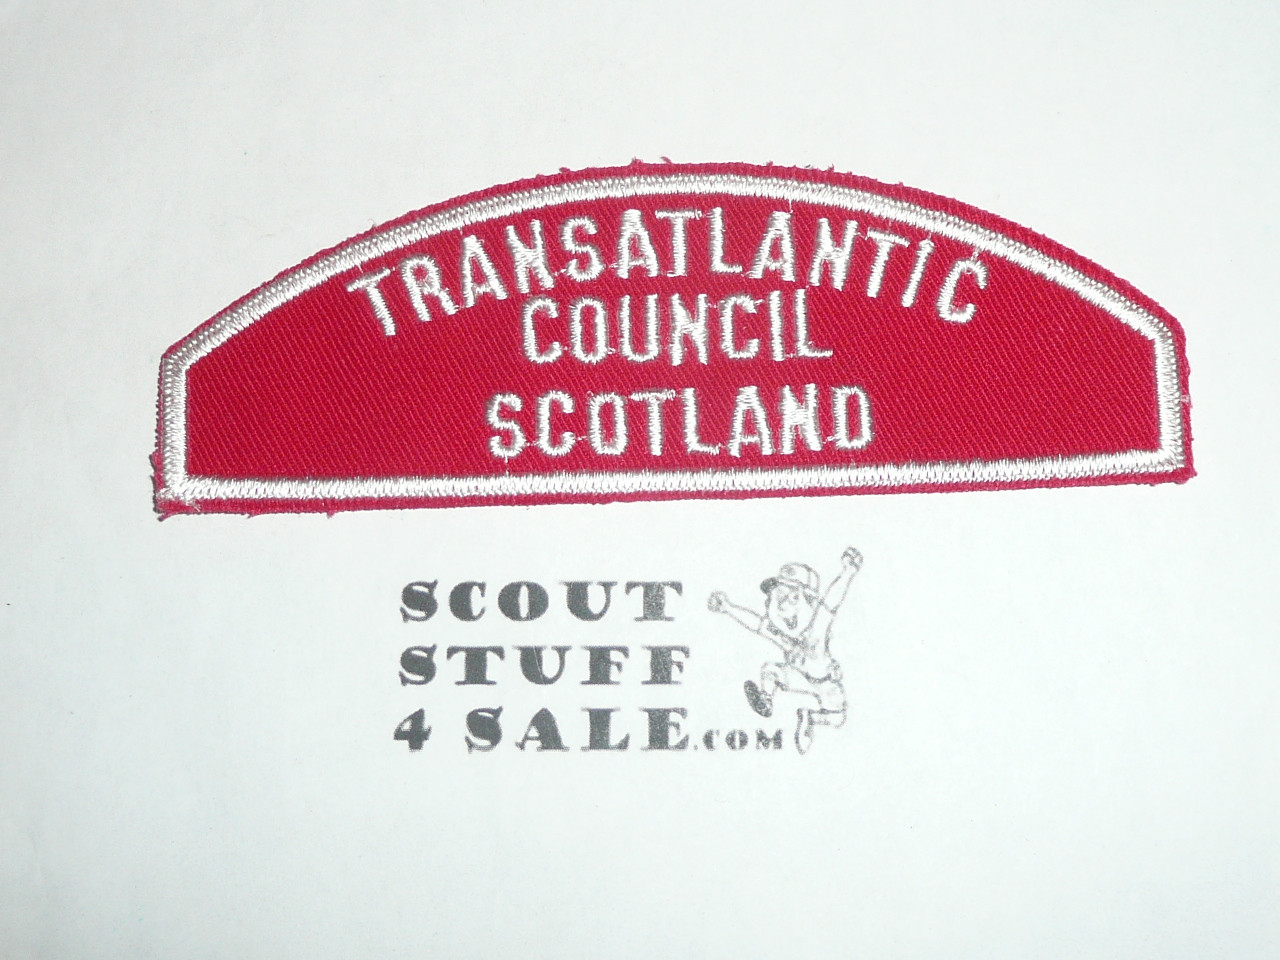 TRANSATLANTIC
COUNCIL
SCOTLAND
SCOUT
STUFF
4 SALE.COM